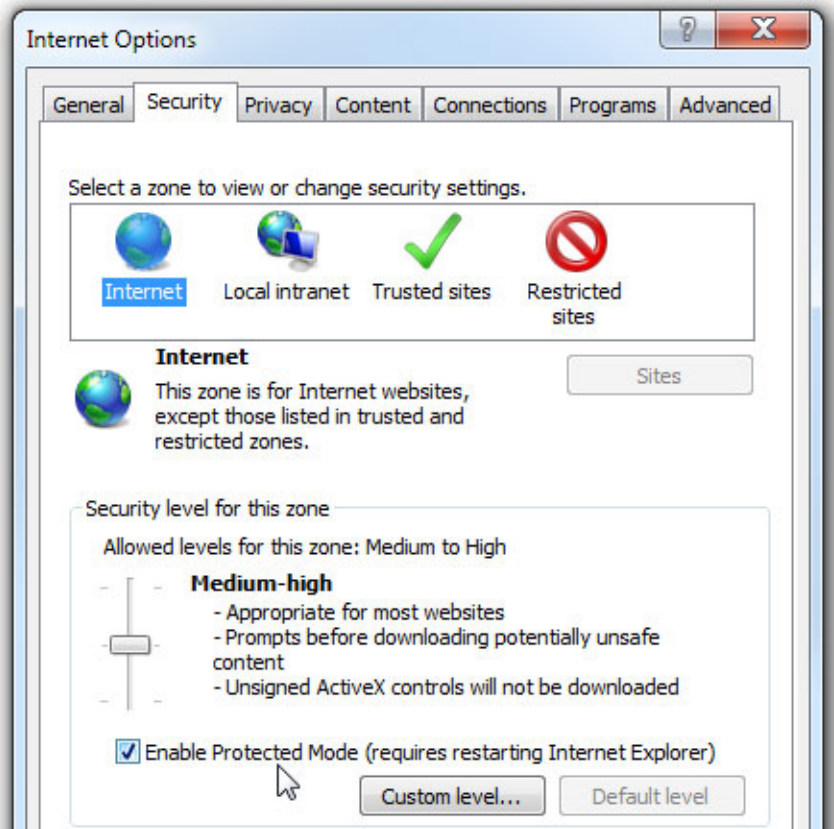 Internet Options
General Security Privacy Content Connections Programs Advanced
Select a zone to view or change security settings.
Internet Local intranet Trusted sites Restricted
sites
Internet
Sites
This zone is for Internet websites,
except those listed in trusted and
restricted zones.
Security level for this zone
Allowed levels for this zone: Medium to High
Medium-high
- Appropriate for most websites
- Prompts before downloading potentially unsafe
content
- Unsigned ActiveX controls will not be downloaded
Enable Protected Mode (requires restarting Internet Explorer)
Custom level... Default level